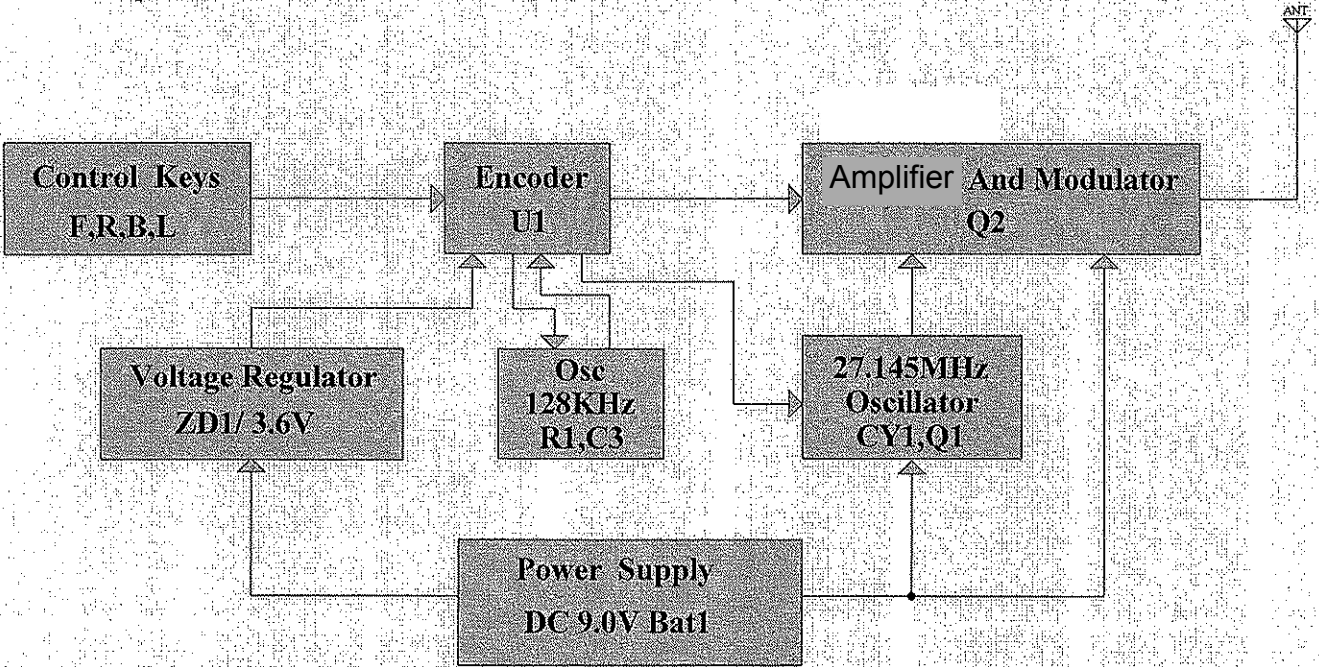 ANT
Control Keys
F,R,B,L
Encoder
U1
Amplifier And Modulator
Q2
Voltage Regulator
ZD1/ 3.6V
Osc
128KHz
R1,C3
27.145MHz
Oscillator
CY1,Q1
Power Supply
DC 9.0V Bat1